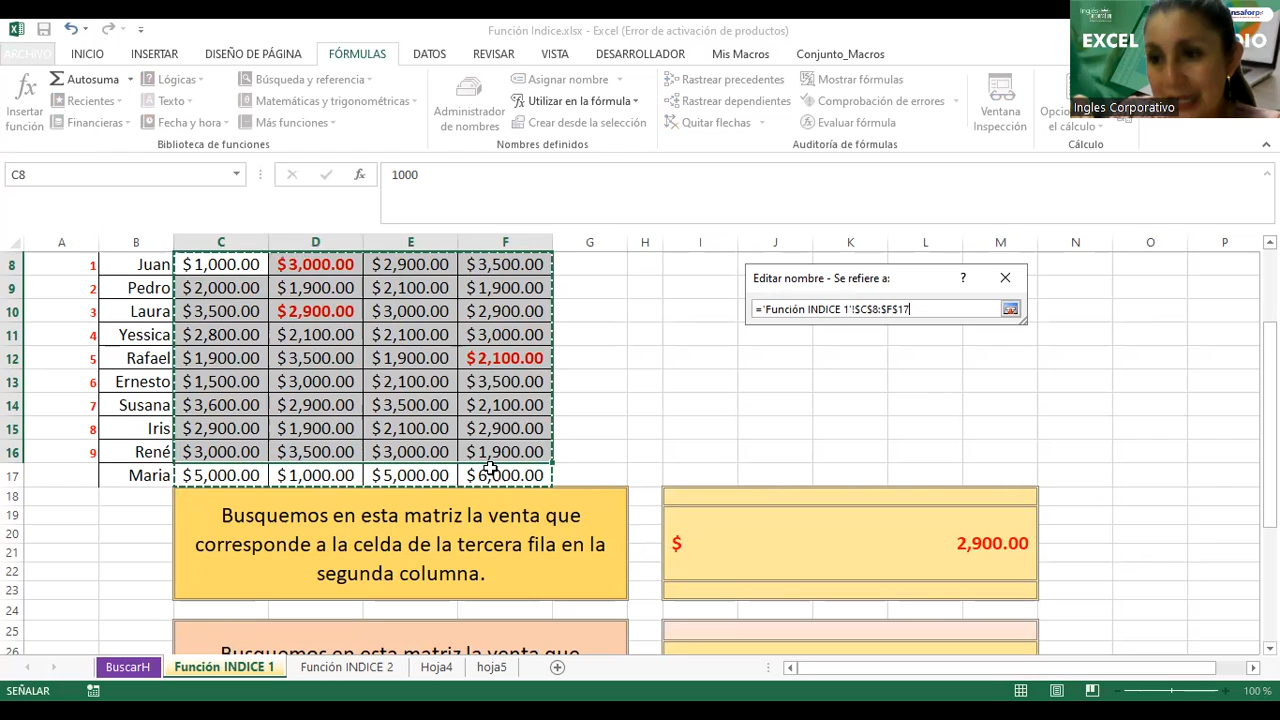 Función Indice.xlsx - Excel (Error de activación de productos)
ARCHIVO INICIO INSERTAR DISEÑO DE PÁGINA FÓRMULAS DATOS REVISAR VISTA DESARROLLADOR Mis Macros Conjunto_Macros
EXCEL
Ingles Corporativo
Insertar función
Autosuma Lógicas Búsqueda y referencia
Recientes Texto Matemáticas y trigonométricas
Financieras Fecha y hora Más funciones
Biblioteca de funciones
Administrador de nombres
Asignar nombre
Utilizar en la fórmula
Crear desde la selección
Nombres definidos
Rastrear precedentes Mostrar fórmulas
Rastrear dependientes Comprobación de errores
Quitar flechas Evaluar fórmula
Auditoría de fórmulas
Ventana Inspección
el cálculo
Cálculo
C8 fx 1000
A B C D E F G H I J K L M N O P
8 1 Juan $ 1,000.00 $ 3,000.00 $ 2,900.00 $ 3,500.00
9 2 Pedro $ 2,000.00 $ 1,900.00 $ 2,100.00 $ 1,900.00
10 3 Laura $ 3,500.00 $ 2,900.00 $ 3,000.00 $ 2,900.00
11 4 Yessica $ 2,800.00 $ 2,100.00 $ 2,100.00 $ 3,000.00
12 5 Rafael $ 1,900.00 $ 3,500.00 $ 1,900.00 $ 2,100.00
13 6 Ernesto $ 1,500.00 $ 3,000.00 $ 2,100.00 $ 3,500.00
14 7 Susana $ 3,600.00 $ 2,900.00 $ 3,500.00 $ 2,100.00
15 8 Iris $ 2,900.00 $ 1,900.00 $ 2,100.00 $ 2,900.00
16 9 René $ 3,000.00 $ 3,500.00 $ 3,000.00 $ 1,900.00
17 Maria $ 5,000.00 $ 1,000.00 $ 5,000.00 $ 6,000.00
Editar nombre - Se refiere a: ?
='Función INDICE 1'!$C$8:$F$17
18
19
20
21
22
23
24
25
26
Busquemos en esta matriz la venta que
corresponde a la celda de la tercera fila en la
segunda columna.
$ 2,900.00
Busquemos en esta matriz la venta que
BuscarH Función INDICE 1 Función INDICE 2 Hoja4 hoja5
SEÑALAR 100 %